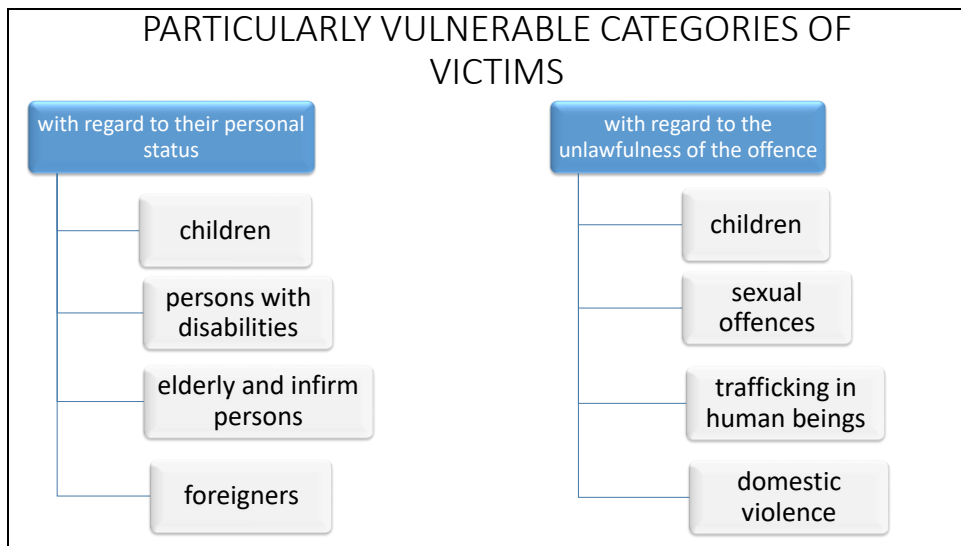 PARTICULARLY VULNERABLE CATEGORIES OF
VICTIMS
with regard to their personal
status
children
persons with
disabilities
elderly and infirm
persons
foreigners
with regard to the
unlawfulness of the offence
children
sexual
offences
trafficking in
human beings
domestic
violence